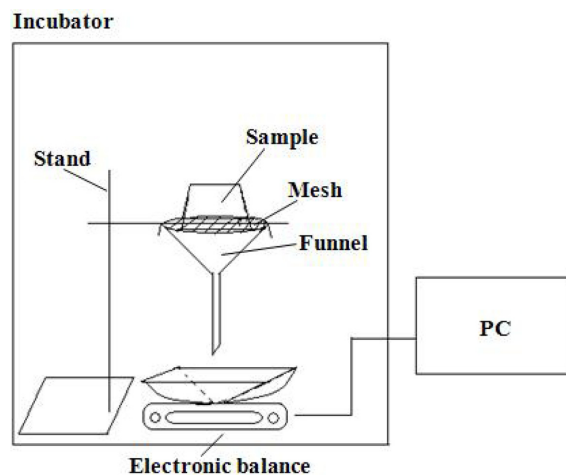 Incubator
Sample
Stand
Mesh
Funnel
PC
Electronic balance